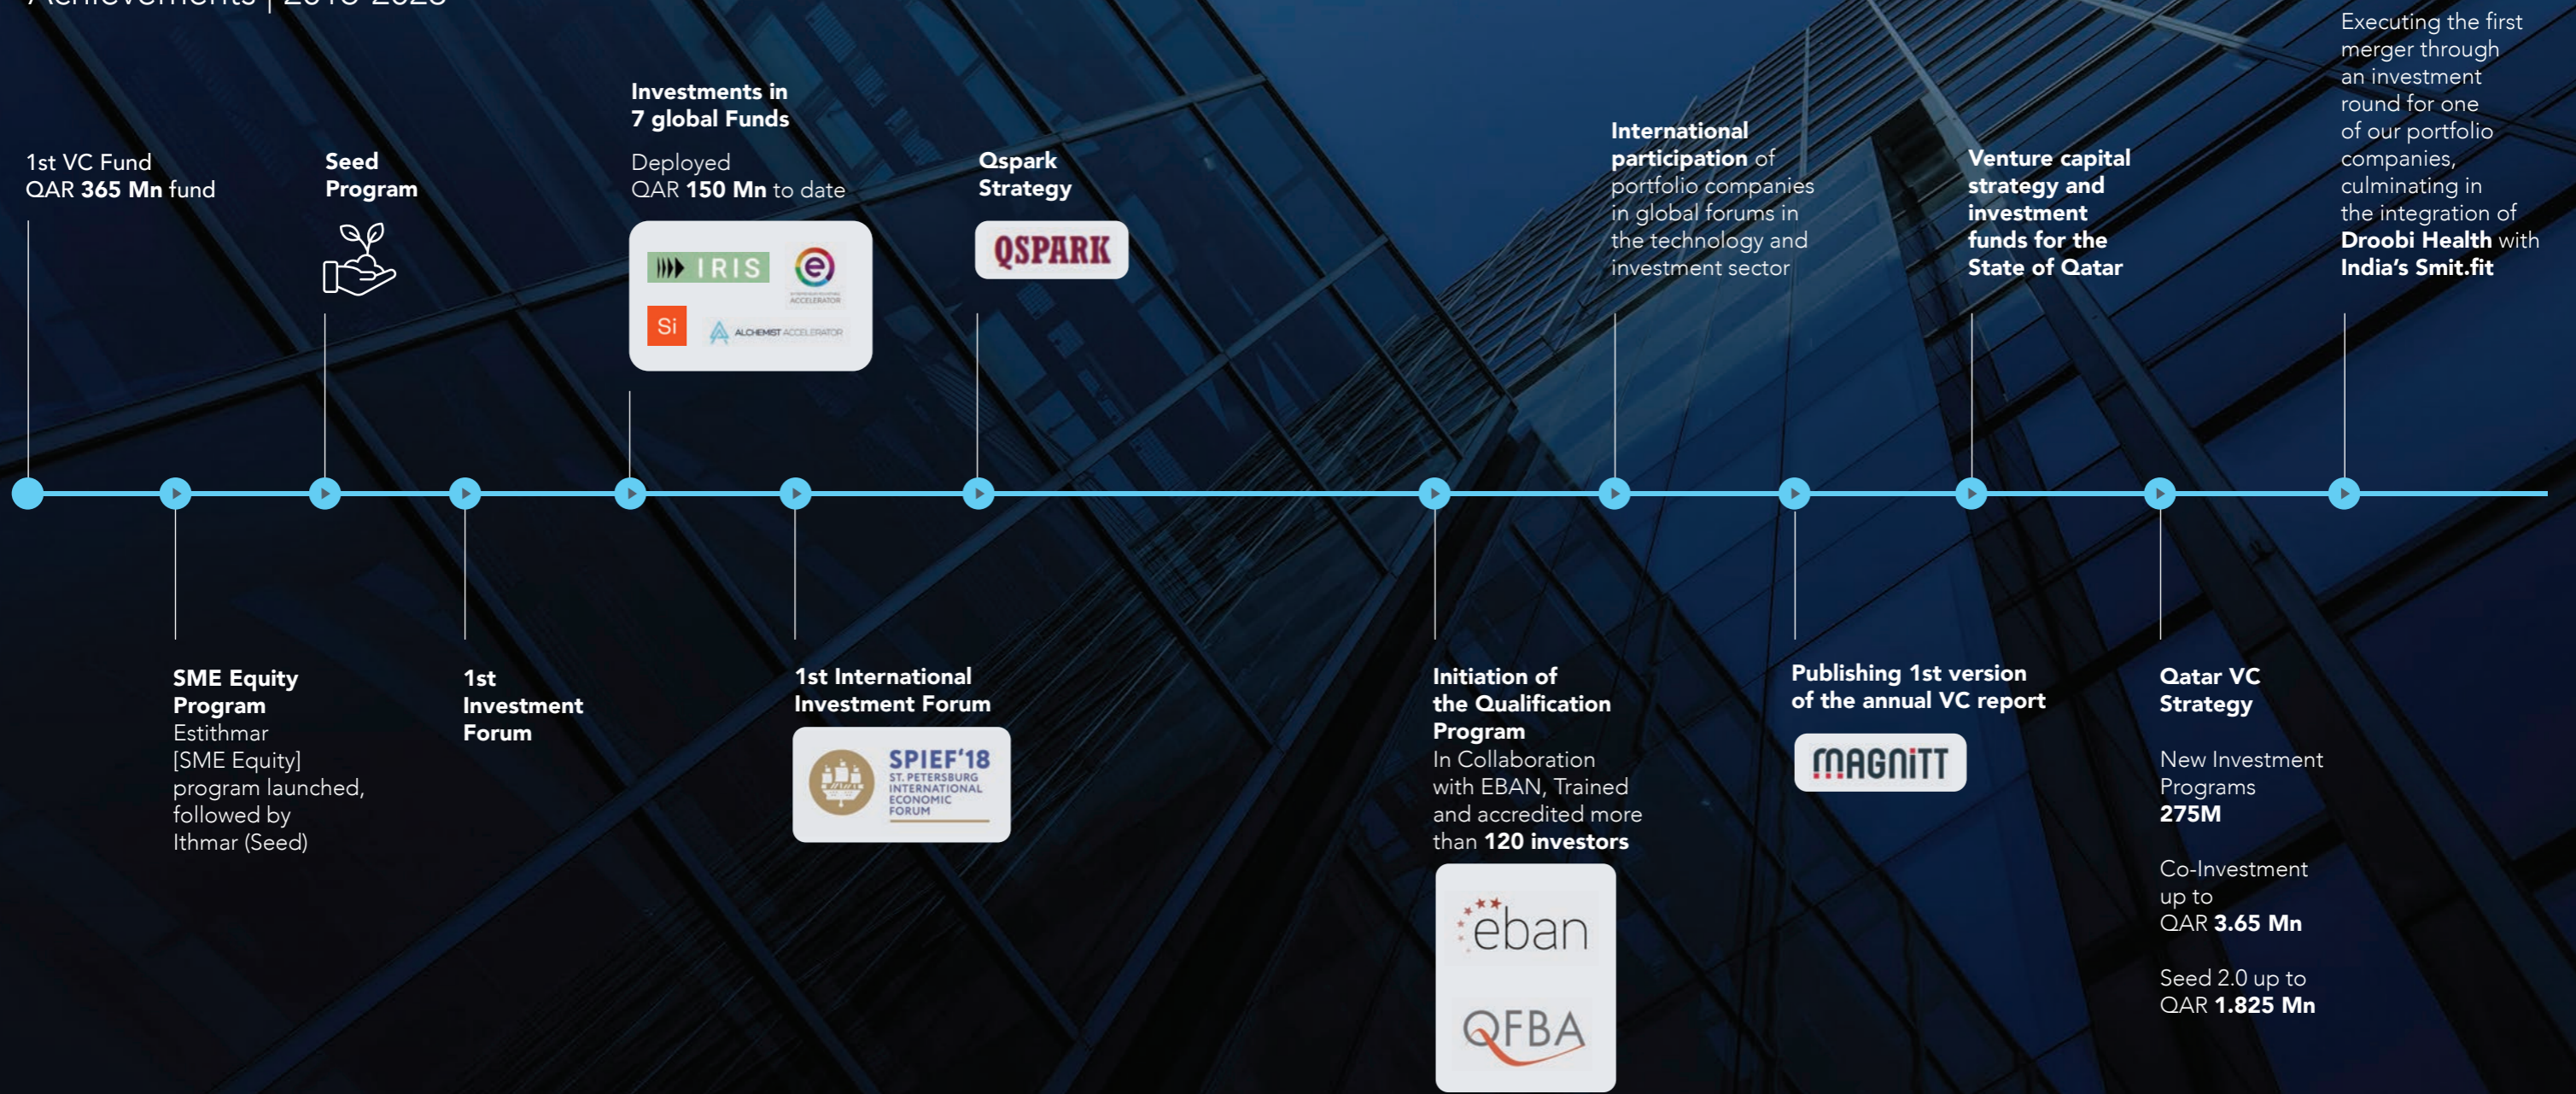 1st VC Fund
QAR 365 Mn fund
SME Equity
Program
Estithmar
[SME Equity]
program launched,
followed by
Ithmar (Seed)
Seed
Program
1st
Investment
Forum
Investments in
7 global Funds
Deployed
QAR 150 Mn to date
IRIS
e
ACCELERATOR
Si
ALCHEMIST ACCELERATOR
1st International
Investment Forum
SPIEF‘18
ST. PETERSBURG
INTERNATIONAL
ECONOMIC
FORUM
Qspark
Strategy
QSPARK
Initiation of
the Qualification
Program
In Collaboration
with EBAN, Trained
and accredited more
than 120 investors
eban
QFBA
International
participation of
portfolio companies
in global forums in
the technology and
investment sector
Publishing 1st version
of the annual VC report
MAGNiTT
Venture capital
strategy and
investment
funds for the
State of Qatar
Qatar VC
Strategy
New Investment
Programs
275M
Co-Investment
up to
QAR 3.65 Mn
Seed 2.0 up to
QAR 1.825 Mn
Executing the first
merger through
an investment
round for one
of our portfolio
companies,
culminating in
the integration of
Droobi Health with
India’s Smit.fit